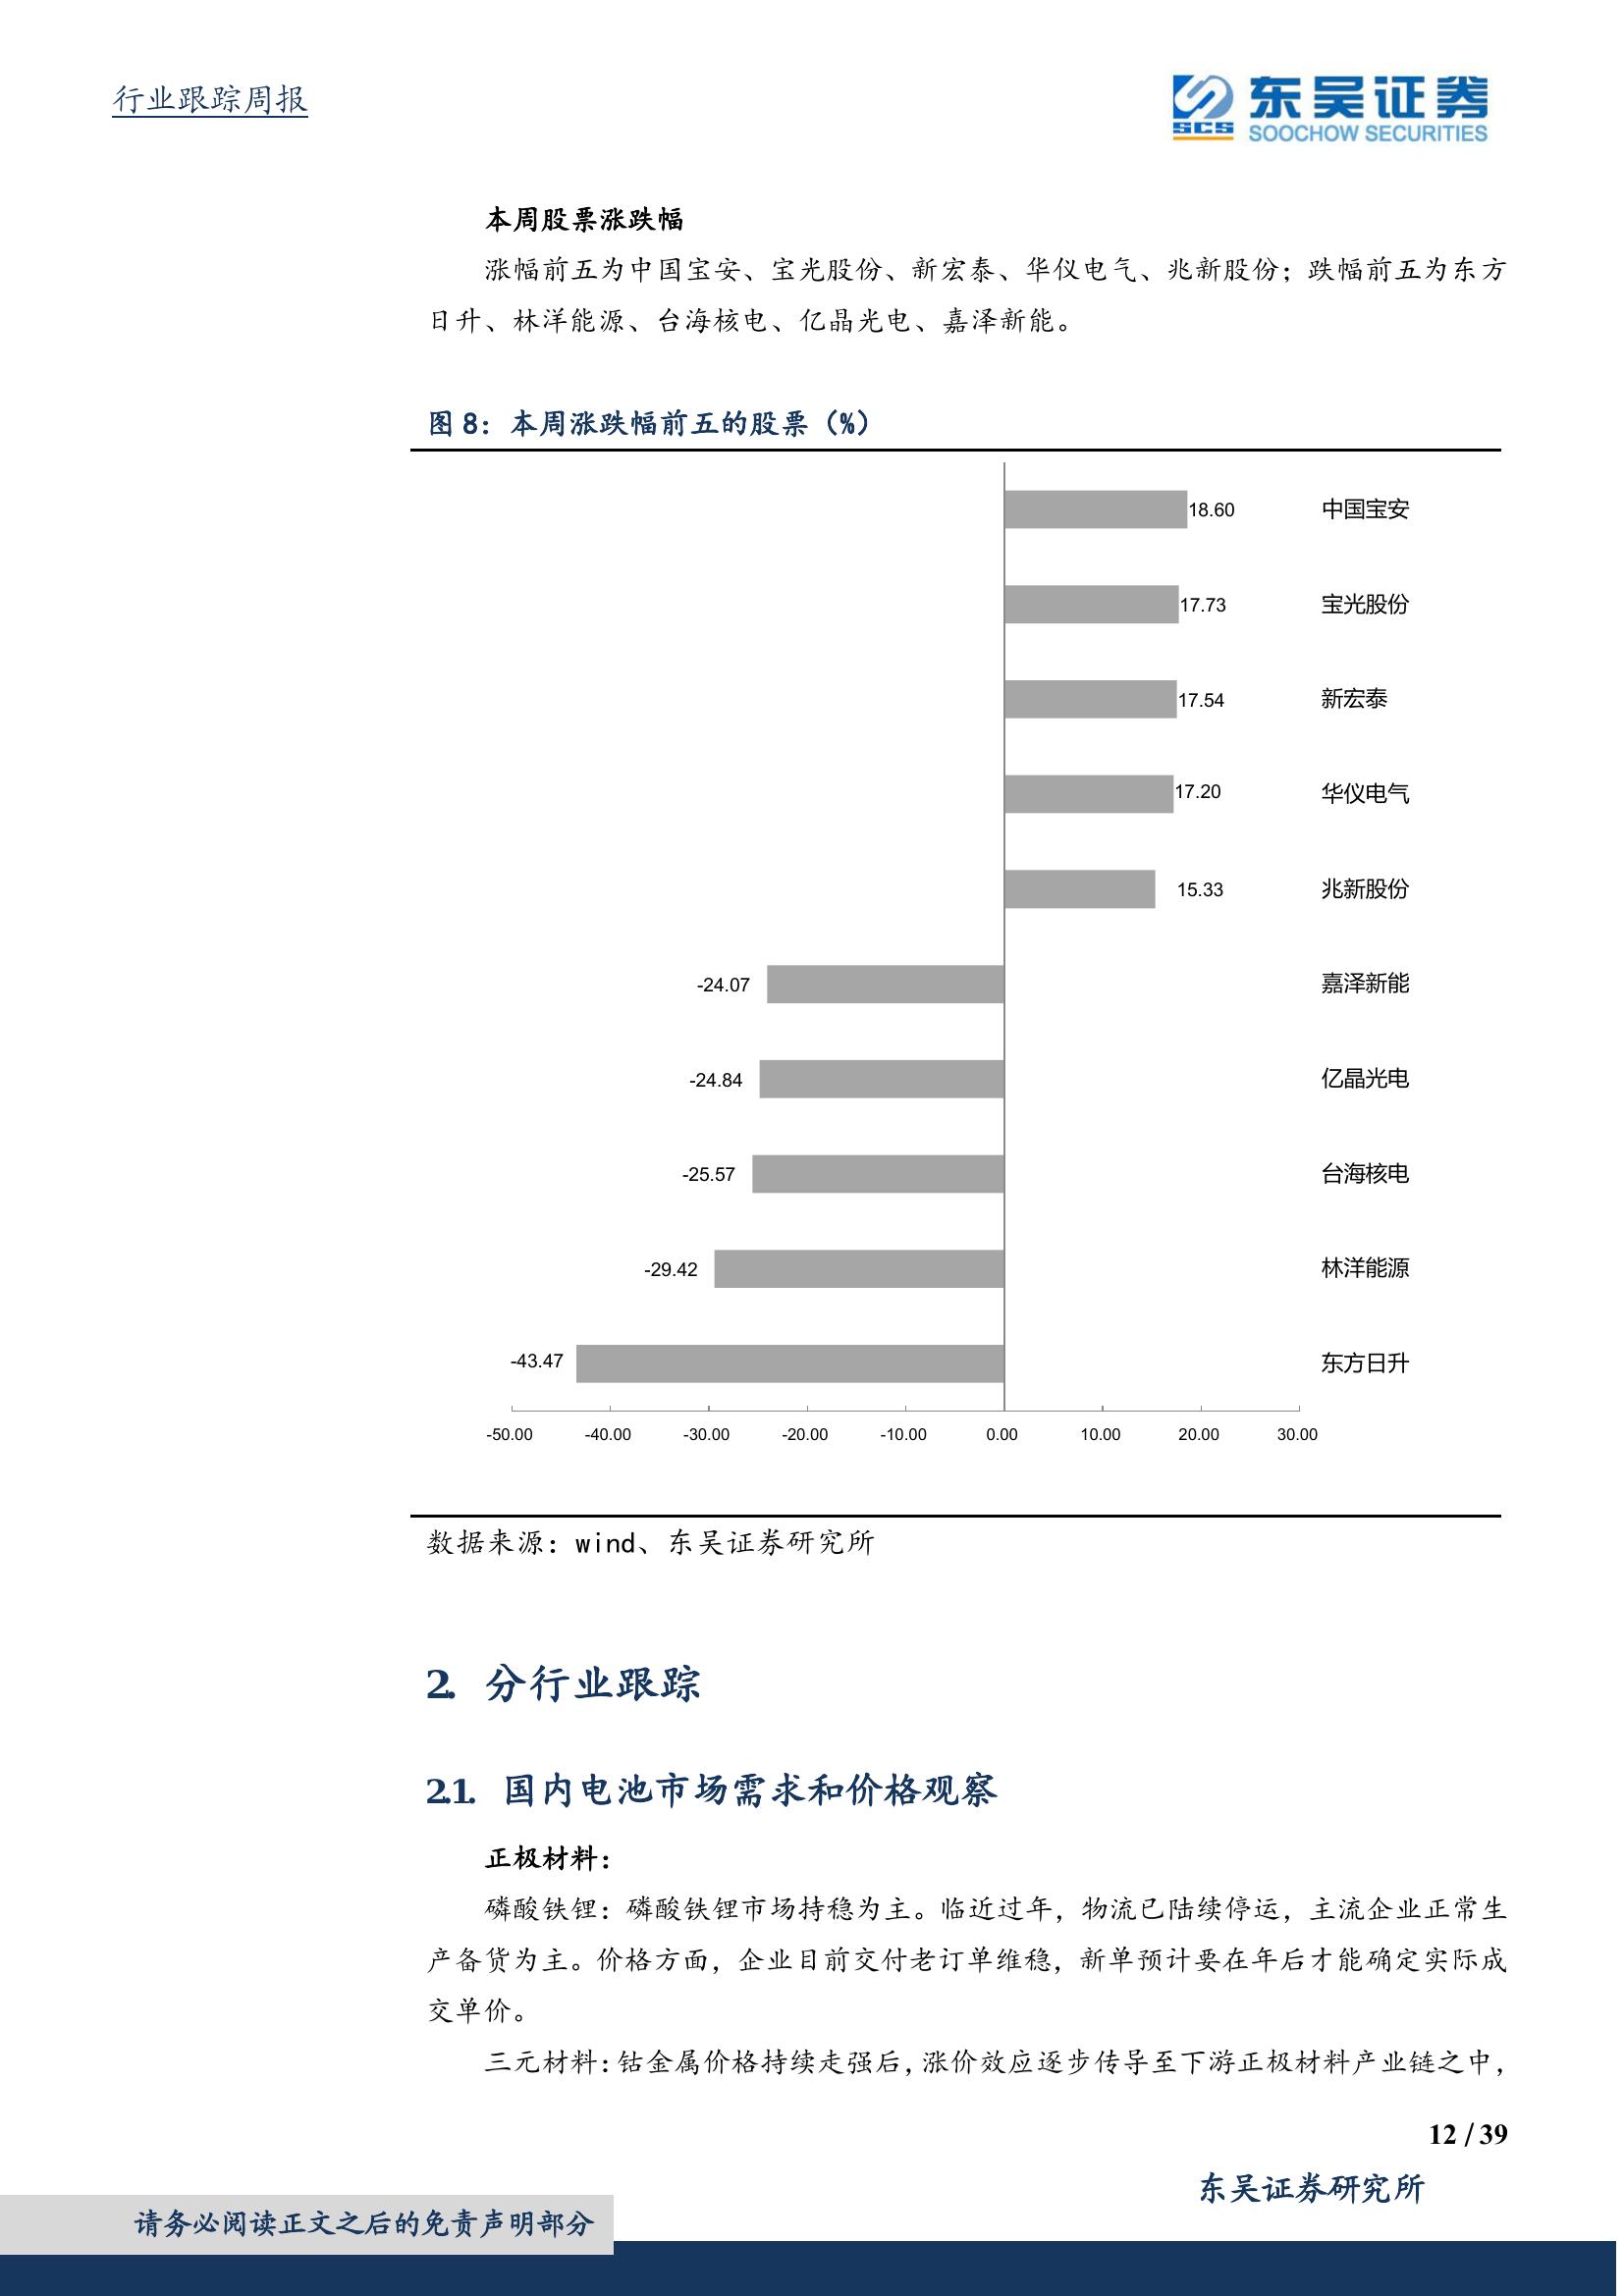 行业跟踪周报
东吴证券
SCS
SOOCHOW SECURITIES
本周股票涨跌幅
涨幅前五为中国宝安、宝光股份、新宏泰、华仪电气、兆新股份；跌幅前五为东方
日升、林洋能源、台海核电、亿晶光电、嘉泽新能。
图 8：本周涨跌幅前五的股票（%）
18.60 中国宝安
17.73 宝光股份
17.54 新宏泰
17.20 华仪电气
15.33 兆新股份
-24.07 嘉泽新能
-24.84 亿晶光电
-25.57 台海核电
-29.42 林洋能源
-43.47 东方日升
-50.00 -40.00 -30.00 -20.00 -10.00 0.00 10.00 20.00 30.00
数据来源：wind、东吴证券研究所
2. 分行业跟踪
2.1. 国内电池市场需求和价格观察
正极材料：
磷酸铁锂：磷酸铁锂市场持稳为主。临近过年，物流已陆续停运，主流企业正常生
产备货为主。价格方面，企业目前交付老订单维稳，新单预计要在年后才能确定实际成
交单价。
三元材料：钴金属价格持续走强后，涨价效应逐步传导至下游正极材料产业链之中，
12 / 39
东吴证券研究所
请务必阅读正文之后的免责声明部分